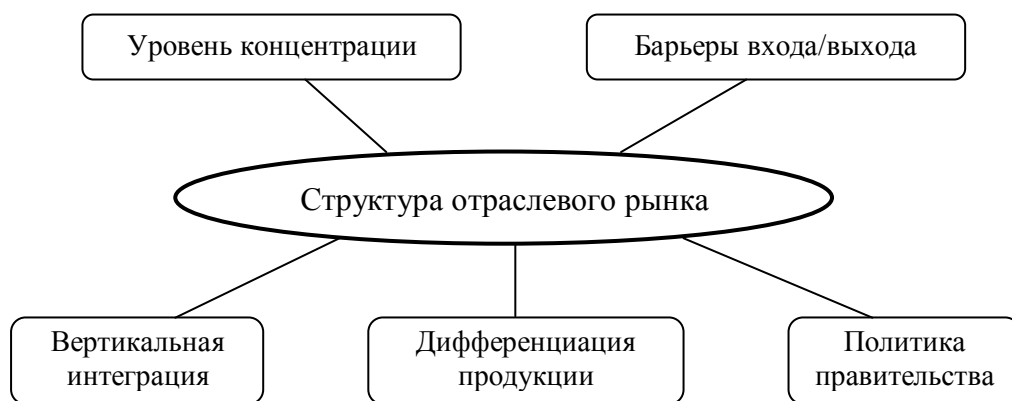 Уровень концентрации
Барьеры входа/выхода
Структура отраслевого рынка
Вертикальная
интеграция
Дифференциация
продукции
Политика
правительства